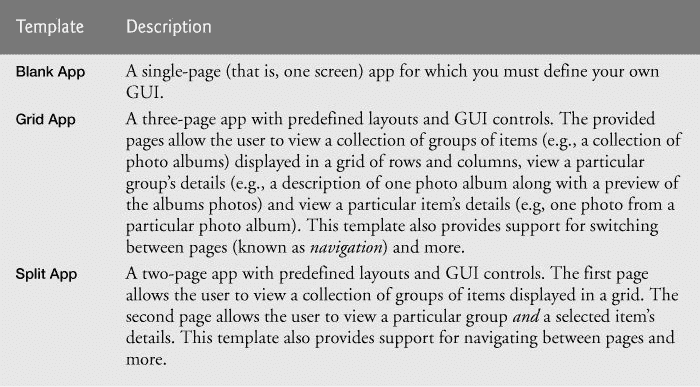 Template Description
Blank App A single-page (that is, one screen) app for which you must define your own
GUI.
Grid App A three-page app with predefined layouts and GUI controls. The provided
pages allow the user to view a collection of groups of items (e.g., a collection of
photo albums) displayed in a grid of rows and columns, view a particular
group's details (e.g., a description of one photo album along with a preview of
the albums photos) and view a particular item's details (e.g, one photo from a
particular photo album). This template also provides support for switching
between pages (known as navigation) and more.
Split App A two-page app with predefined layouts and GUI controls. The first page
allows the user to view a collection of groups of items displayed in a grid. The
second page allows the user to view a particular group and a selected item's
details. This template also provides support for navigating between pages and
more.